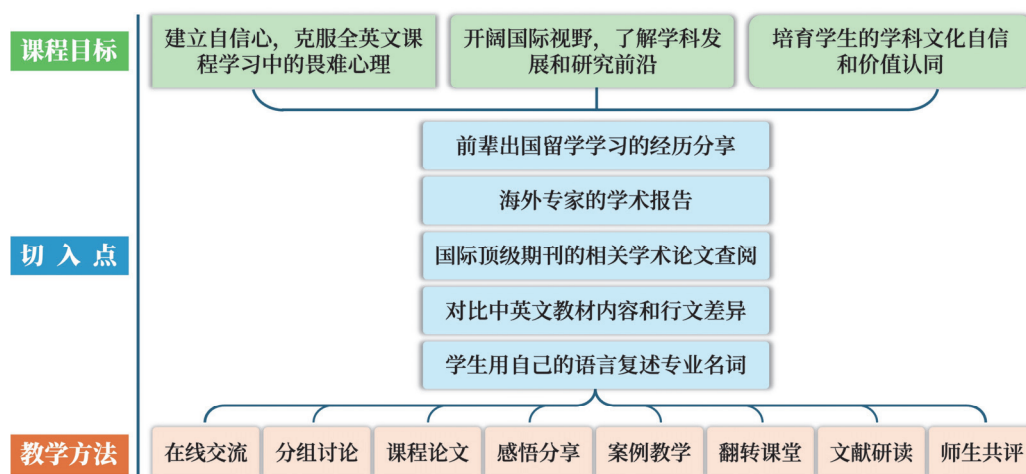 课程目标
建立自信心，克服全英文课
程学习中的畏难心理
开阔国际视野，了解学科发
展和研究前沿
培育学生的学科文化自信
和价值认同
前辈出国留学学习的经历分享
海外专家的学术报告
切入点
国际顶级期刊的相关学术论文查阅
对比中英文教材内容和行文差异
学生用自己的语言复述专业名词
教学方法
在线交流
分组讨论
课程论文
感悟分享
案例教学
翻转课堂
文献研读
师生共评